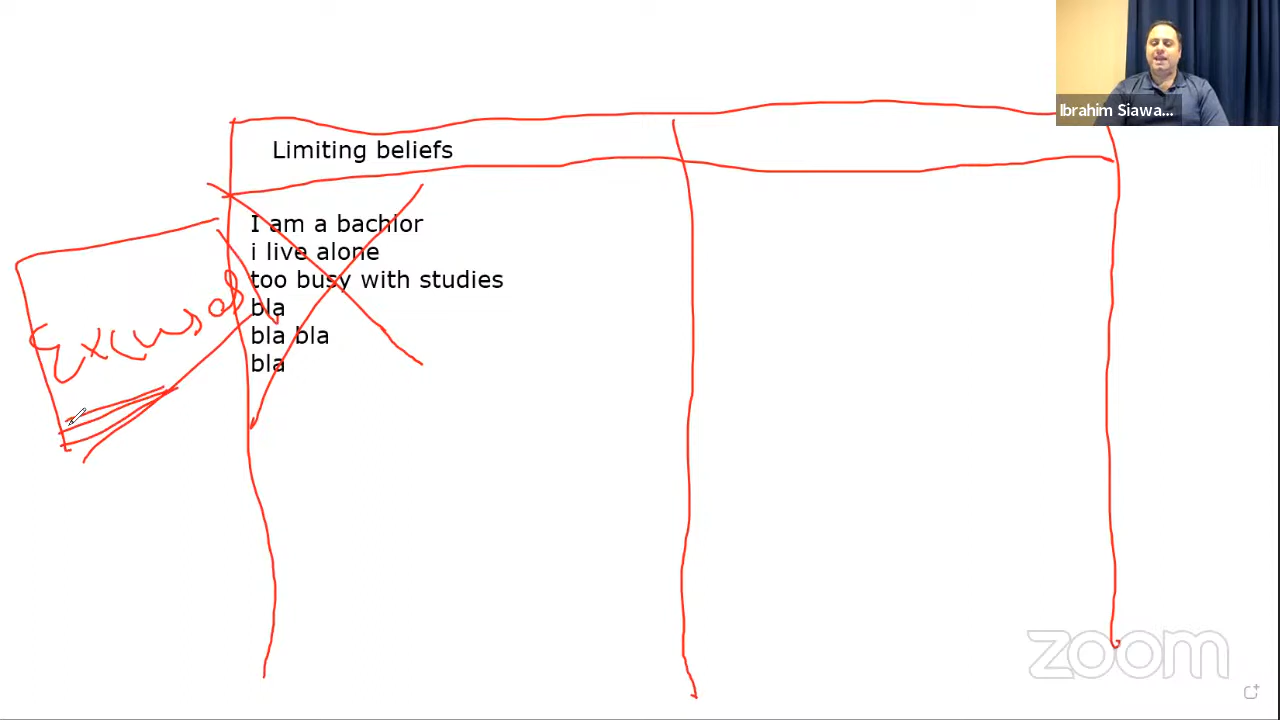 Ibrahim Siawa...
Limiting beliefs
I am a bachlor
i live alone
too busy with studies
bla
bla bla
bla
Excuses
zoom